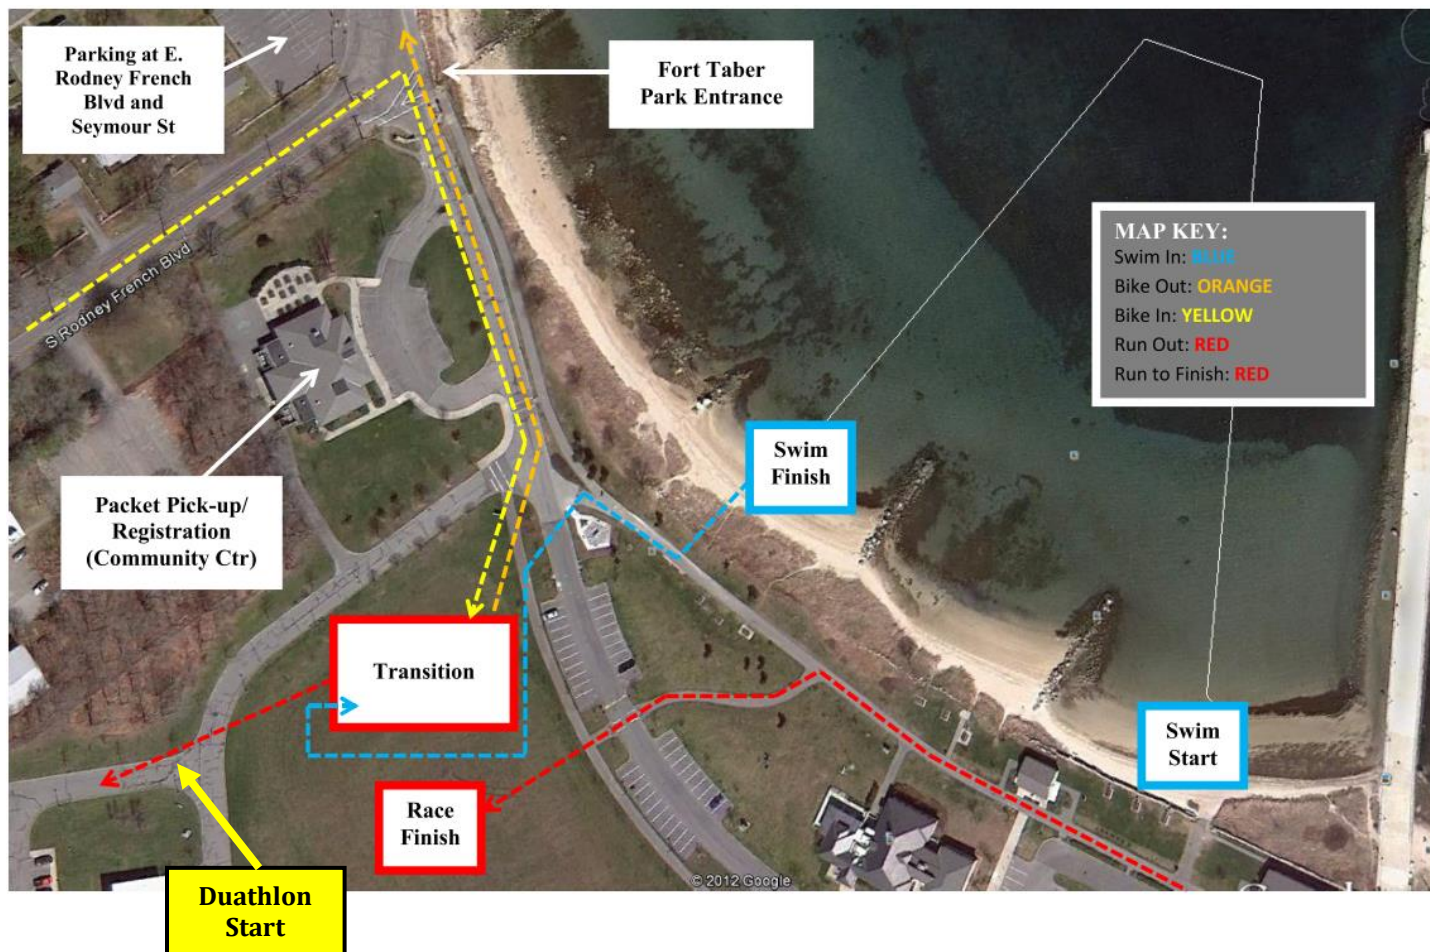 Parking at E.
Rodney French
Blvd and
Seymour St
Fort Taber
Park Entrance
MAP KEY:
Swim In: BLUE
Bike Out: ORANGE
Bike In: YELLOW
Run Out: RED
Run to Finish: RED
S Rodney French Blvd
Swim
Finish
Packet Pick-up/
Registration
(Community Ctr)
Transition
Swim
Start
Race
Finish
© 2012 Google
Duathlon
Start